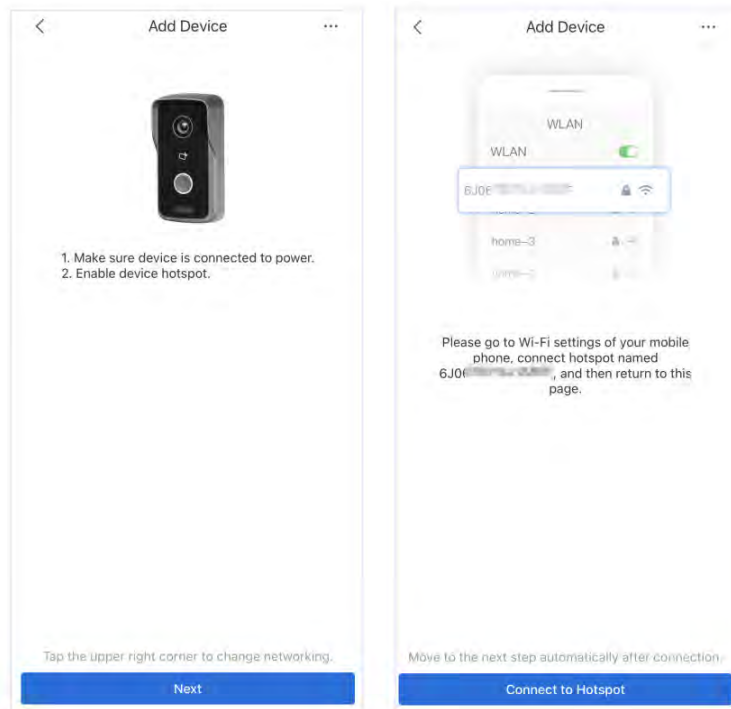 Add Device
...
1. Make sure device is connected to power.
2. Enable device hotspot.
Tap the upper right corner to change networking.
Next
Add Device
...
WLAN
WLAN
6J06
home-3
Please go to Wi-Fi settings of your mobile
phone, connect hotspot named
6J06 , and then return to this
page.
Move to the next step automatically after connection.
Connect to Hotspot